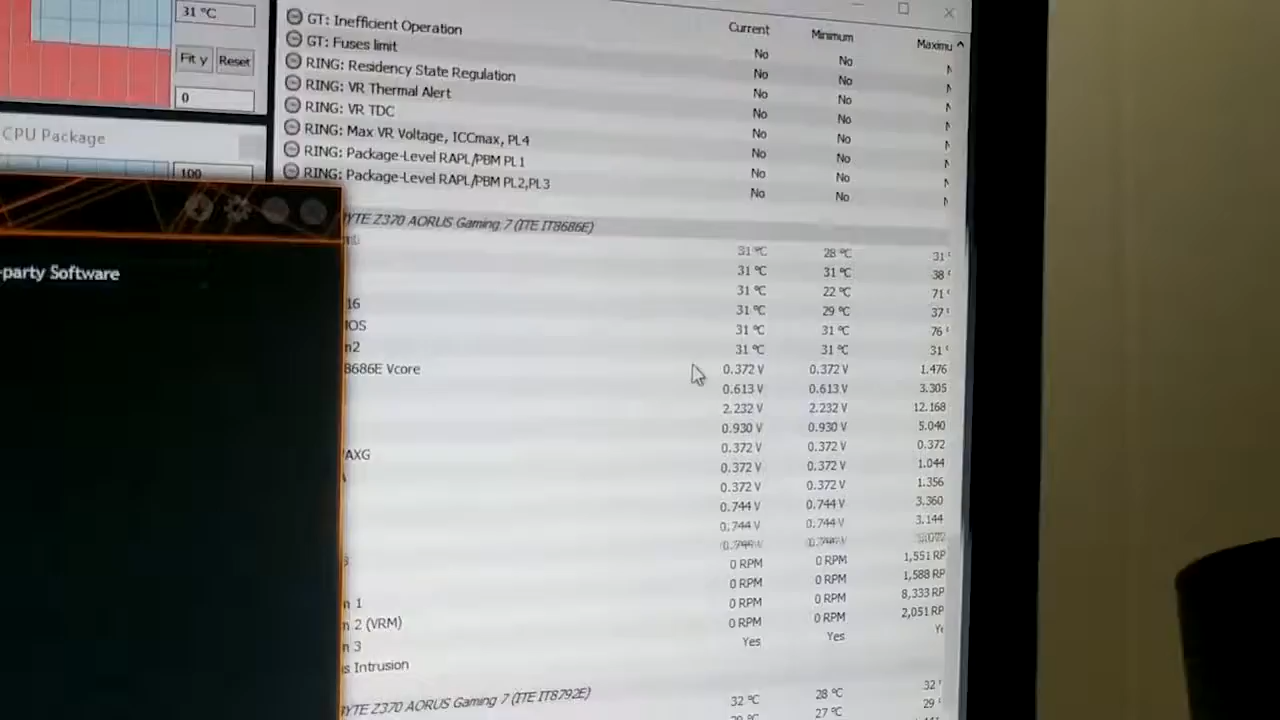 31 °C
Fit y Reset
0
CPU Package
100
-party Software
Current Minimum Maximu
GT: Inefficient Operation No No
GT: Fuses limit No No
RING: Residency State Regulation No No
RING: VR Thermal Alert No No
RING: VR TDC No No
RING: Max VR Voltage, ICCmax, PL4 No No
RING: Package-Level RAPL/PBM PL1 No No
RING: Package-Level RAPL/PBM PL2,PL3 No No
YTE Z370 AORUS Gaming 7 (ITE IT8686E)
31 °C 28 °C 31
31 °C 31 °C 38
31 °C 22 °C 71
16 31 °C 29 °C 37
IOS 31 °C 31 °C 76
n2 31 °C 31 °C 31
8686E Vcore 0.372 V 0.372 V 1.476
0.613 V 0.613 V 3.305
2.232 V 2.232 V 12.168
0.930 V 0.930 V 5.040
AXG 0.372 V 0.372 V 0.372
0.372 V 0.372 V 1.044
0.372 V 0.372 V 1.356
0.744 V 0.744 V 3.360
0.744 V 0.744 V 3.144
0 RPM 0 RPM 1,551 RP
0 RPM 0 RPM 1,588 RP
n 1 0 RPM 0 RPM 8,333 RP
n 2 (VRM) 0 RPM 0 RPM 2,051 RP
n 3 Yes Yes
s Intrusion
YTE Z370 AORUS Gaming 7 (ITE IT8792E)
32 °C 28 °C 32
27 °C 29